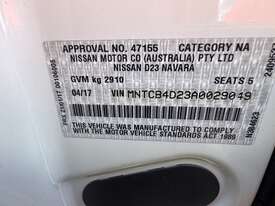 APPROVAL NO. 47155 CATEGORY NA
NISSAN MOTOR CO (AUSTRALIA) PTY LTD
NISSAN D23 NAVARA
GVM kg 2910 SEATS 5
04/17 VIN MNTCB4D23A0029049
THIS VEHICLE WAS MANUFACTURED TO COMPLY WITH
THE MOTOR VEHICLE STANDARDS ACT 1989